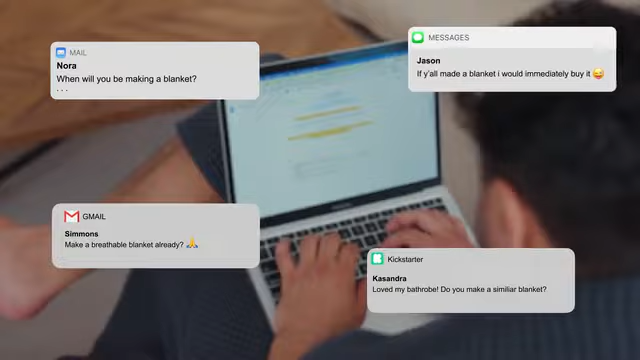 MAIL
Nora
When will you be making a blanket?
. . .
MESSAGES
Jason
If y'all made a blanket i would immediately buy it 😝
GMAIL
Simmons
Make a breathable blanket already? 🙏
Kickstarter
Kasandra
Loved my bathrobe! Do you make a similiar blanket?